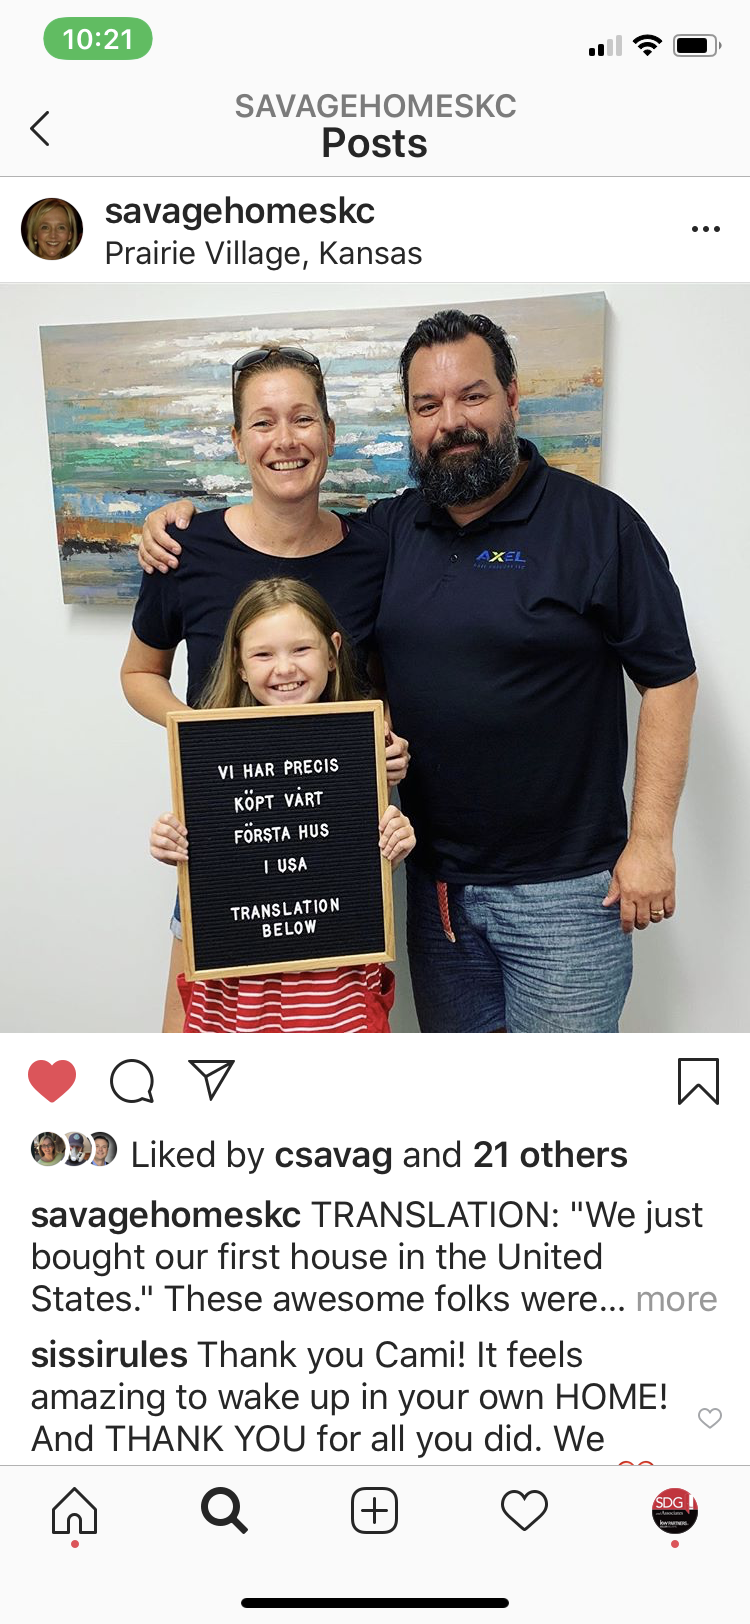 10:21
SAVAGEHOMESKC
Posts
savagehomeskc
Prairie Village, Kansas
AXEL
VI HAR PRECIS
KÖPT VÅRT
FÖRSTA HUS
I USA
TRANSLATION
BELOW
Liked by csavag and 21 others
savagehomeskc TRANSLATION: "We just
bought our first house in the United
States." These awesome folks were... more
sissirules Thank you Cami! It feels
amazing to wake up in your own HOME!
And THANK YOU for all you did. We
SDG